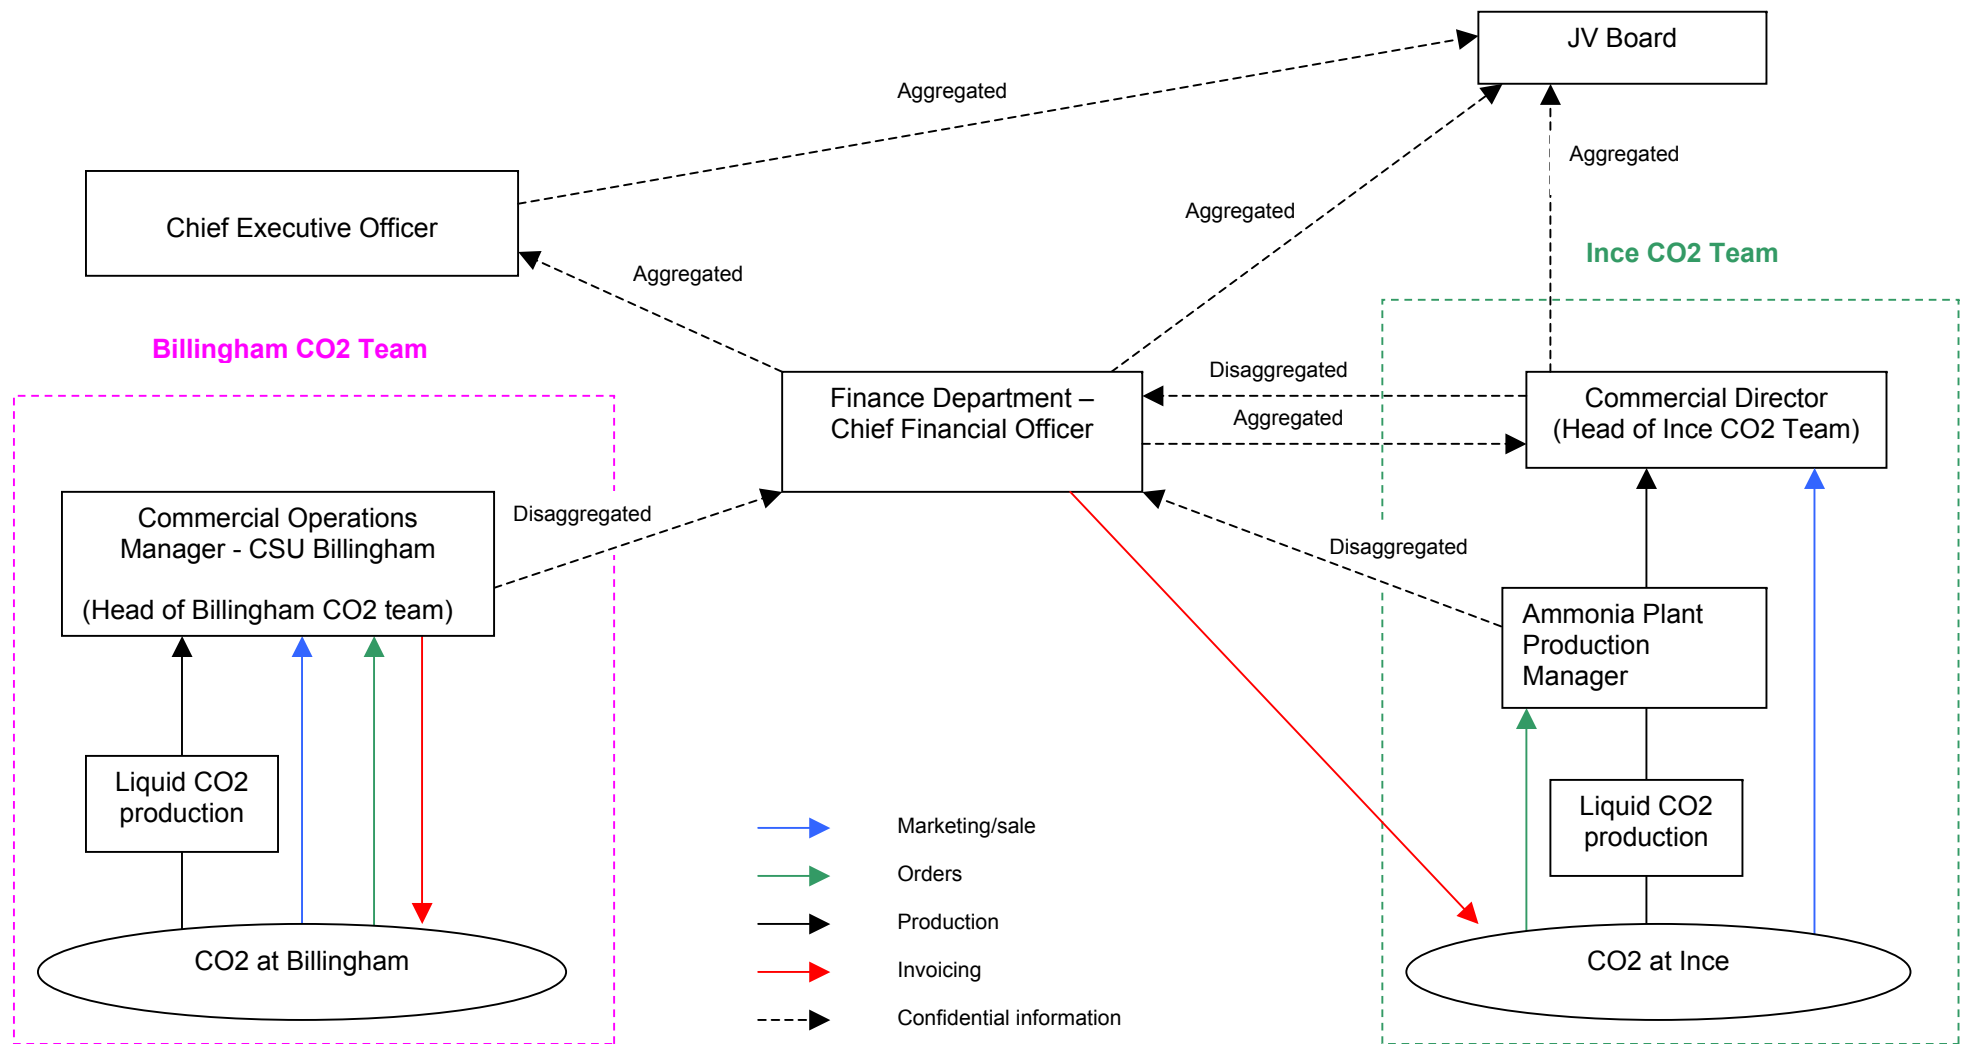 JV Board
Aggregated
Aggregated
Chief Executive Officer
Aggregated
Aggregated
Ince CO2 Team
Billingham CO2 Team
Finance Department –
Chief Financial Officer
Disaggregated
Aggregated
Commercial Director
(Head of Ince CO2 Team)
Commercial Operations
Manager - CSU Billingham
(Head of Billingham CO2 team)
Disaggregated
Disaggregated
Ammonia Plant
Production
Manager
Liquid CO2
production
Liquid CO2
production
CO2 at Billingham
CO2 at Ince
Marketing/sale
Orders
Production
Invoicing
Confidential information